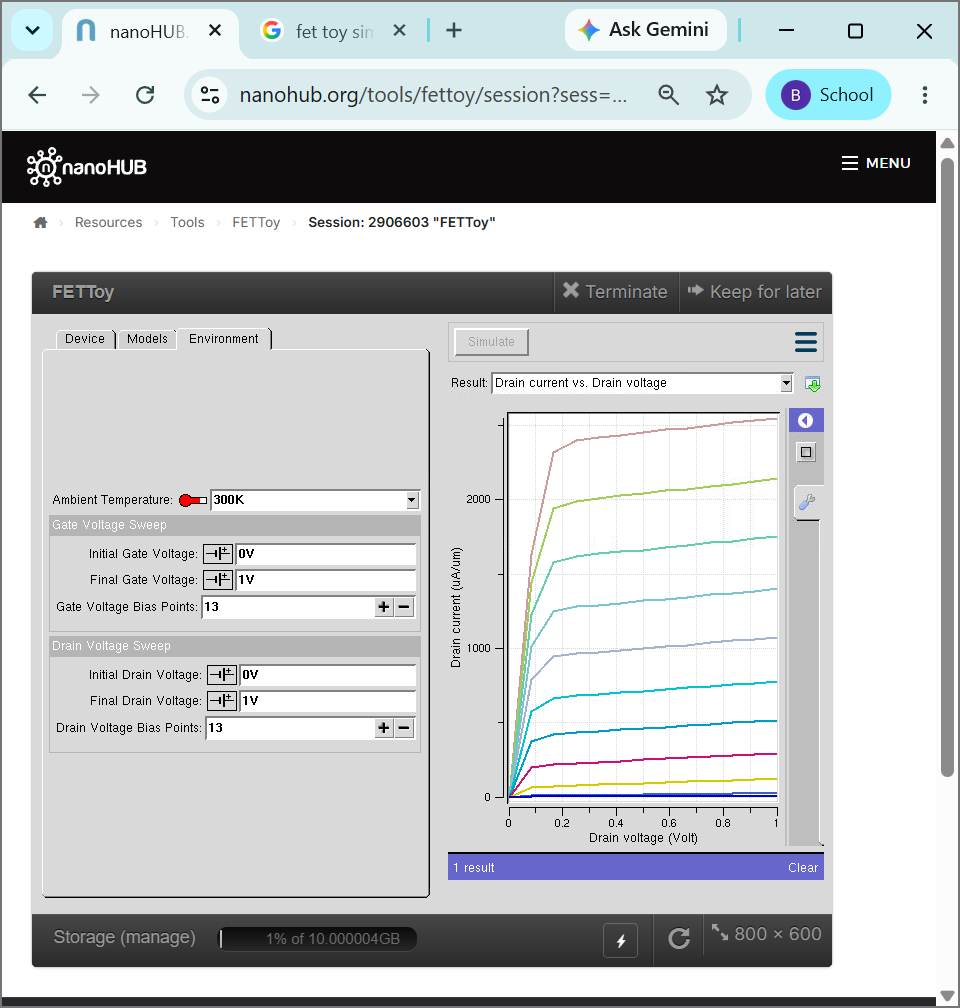 nanoHUB.
fet toy sin
Ask Gemini
nanohub.org/tools/fettoy/session?sess=...
B
School
nanoHUB
MENU
Resources
Tools
FETToy
Session: 2906603 "FETToy"
FETToy
Terminate
Keep for later
Device
Models
Environment
Simulate
Result: Drain current vs. Drain voltage
Ambient Temperature: 300K
Gate Voltage Sweep
Initial Gate Voltage: 0V
Final Gate Voltage: 1V
Gate Voltage Bias Points: 13
Drain Voltage Sweep
Initial Drain Voltage: 0V
Final Drain Voltage: 1V
Drain Voltage Bias Points: 13
Drain current (uA/um)
2000
1000
0
0 0.2 0.4 0.6 0.8 1
Drain voltage (Volt)
1 result
Clear
Storage (manage)
1% of 10.000004GB
800 × 600